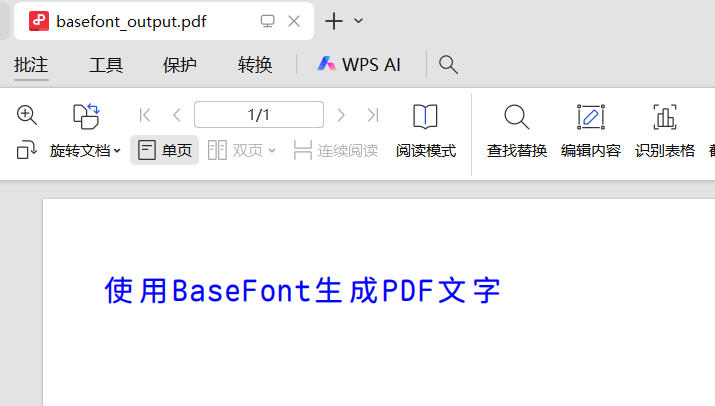 basefont_output.pdf
批注 工具 保护 转换 WPS AI
1/1
旋转文档 单页 双页 连续阅读 阅读模式 查找替换 编辑内容 识别表格
使用BaseFont生成PDF文字